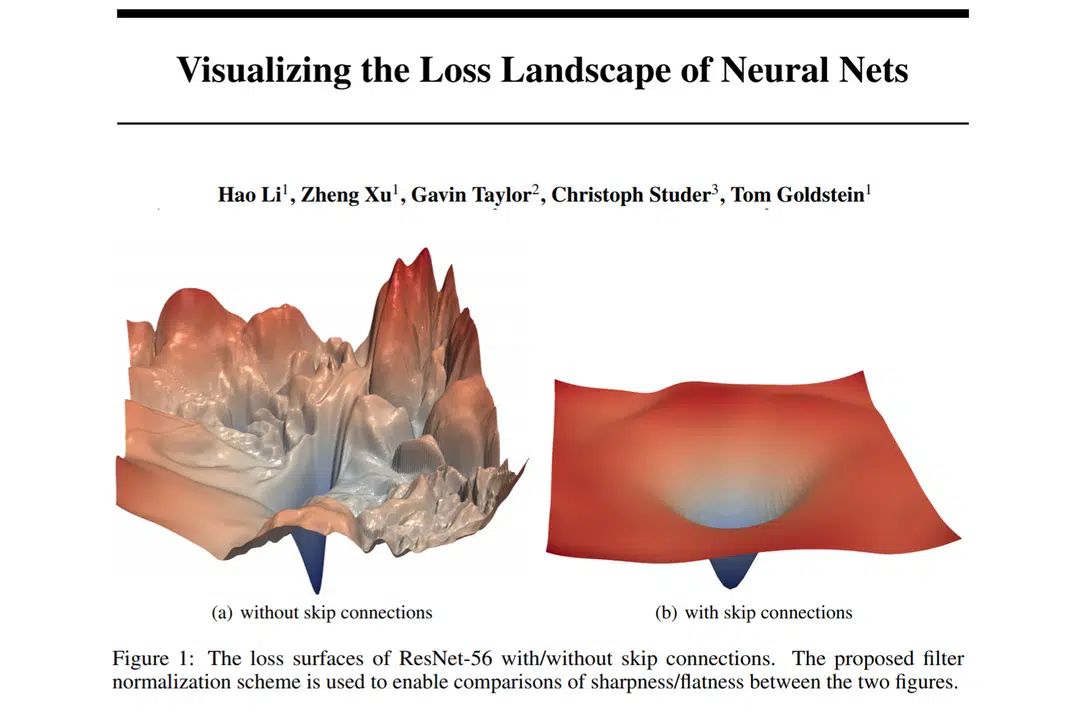 Visualizing the Loss Landscape of Neural Nets
Hao Li¹, Zheng Xu¹, Gavin Taylor², Christoph Studer³, Tom Goldstein¹
(a) without skip connections
(b) with skip connections
Figure 1: The loss surfaces of ResNet-56 with/without skip connections. The proposed filter
normalization scheme is used to enable comparisons of sharpness/flatness between the two figures.